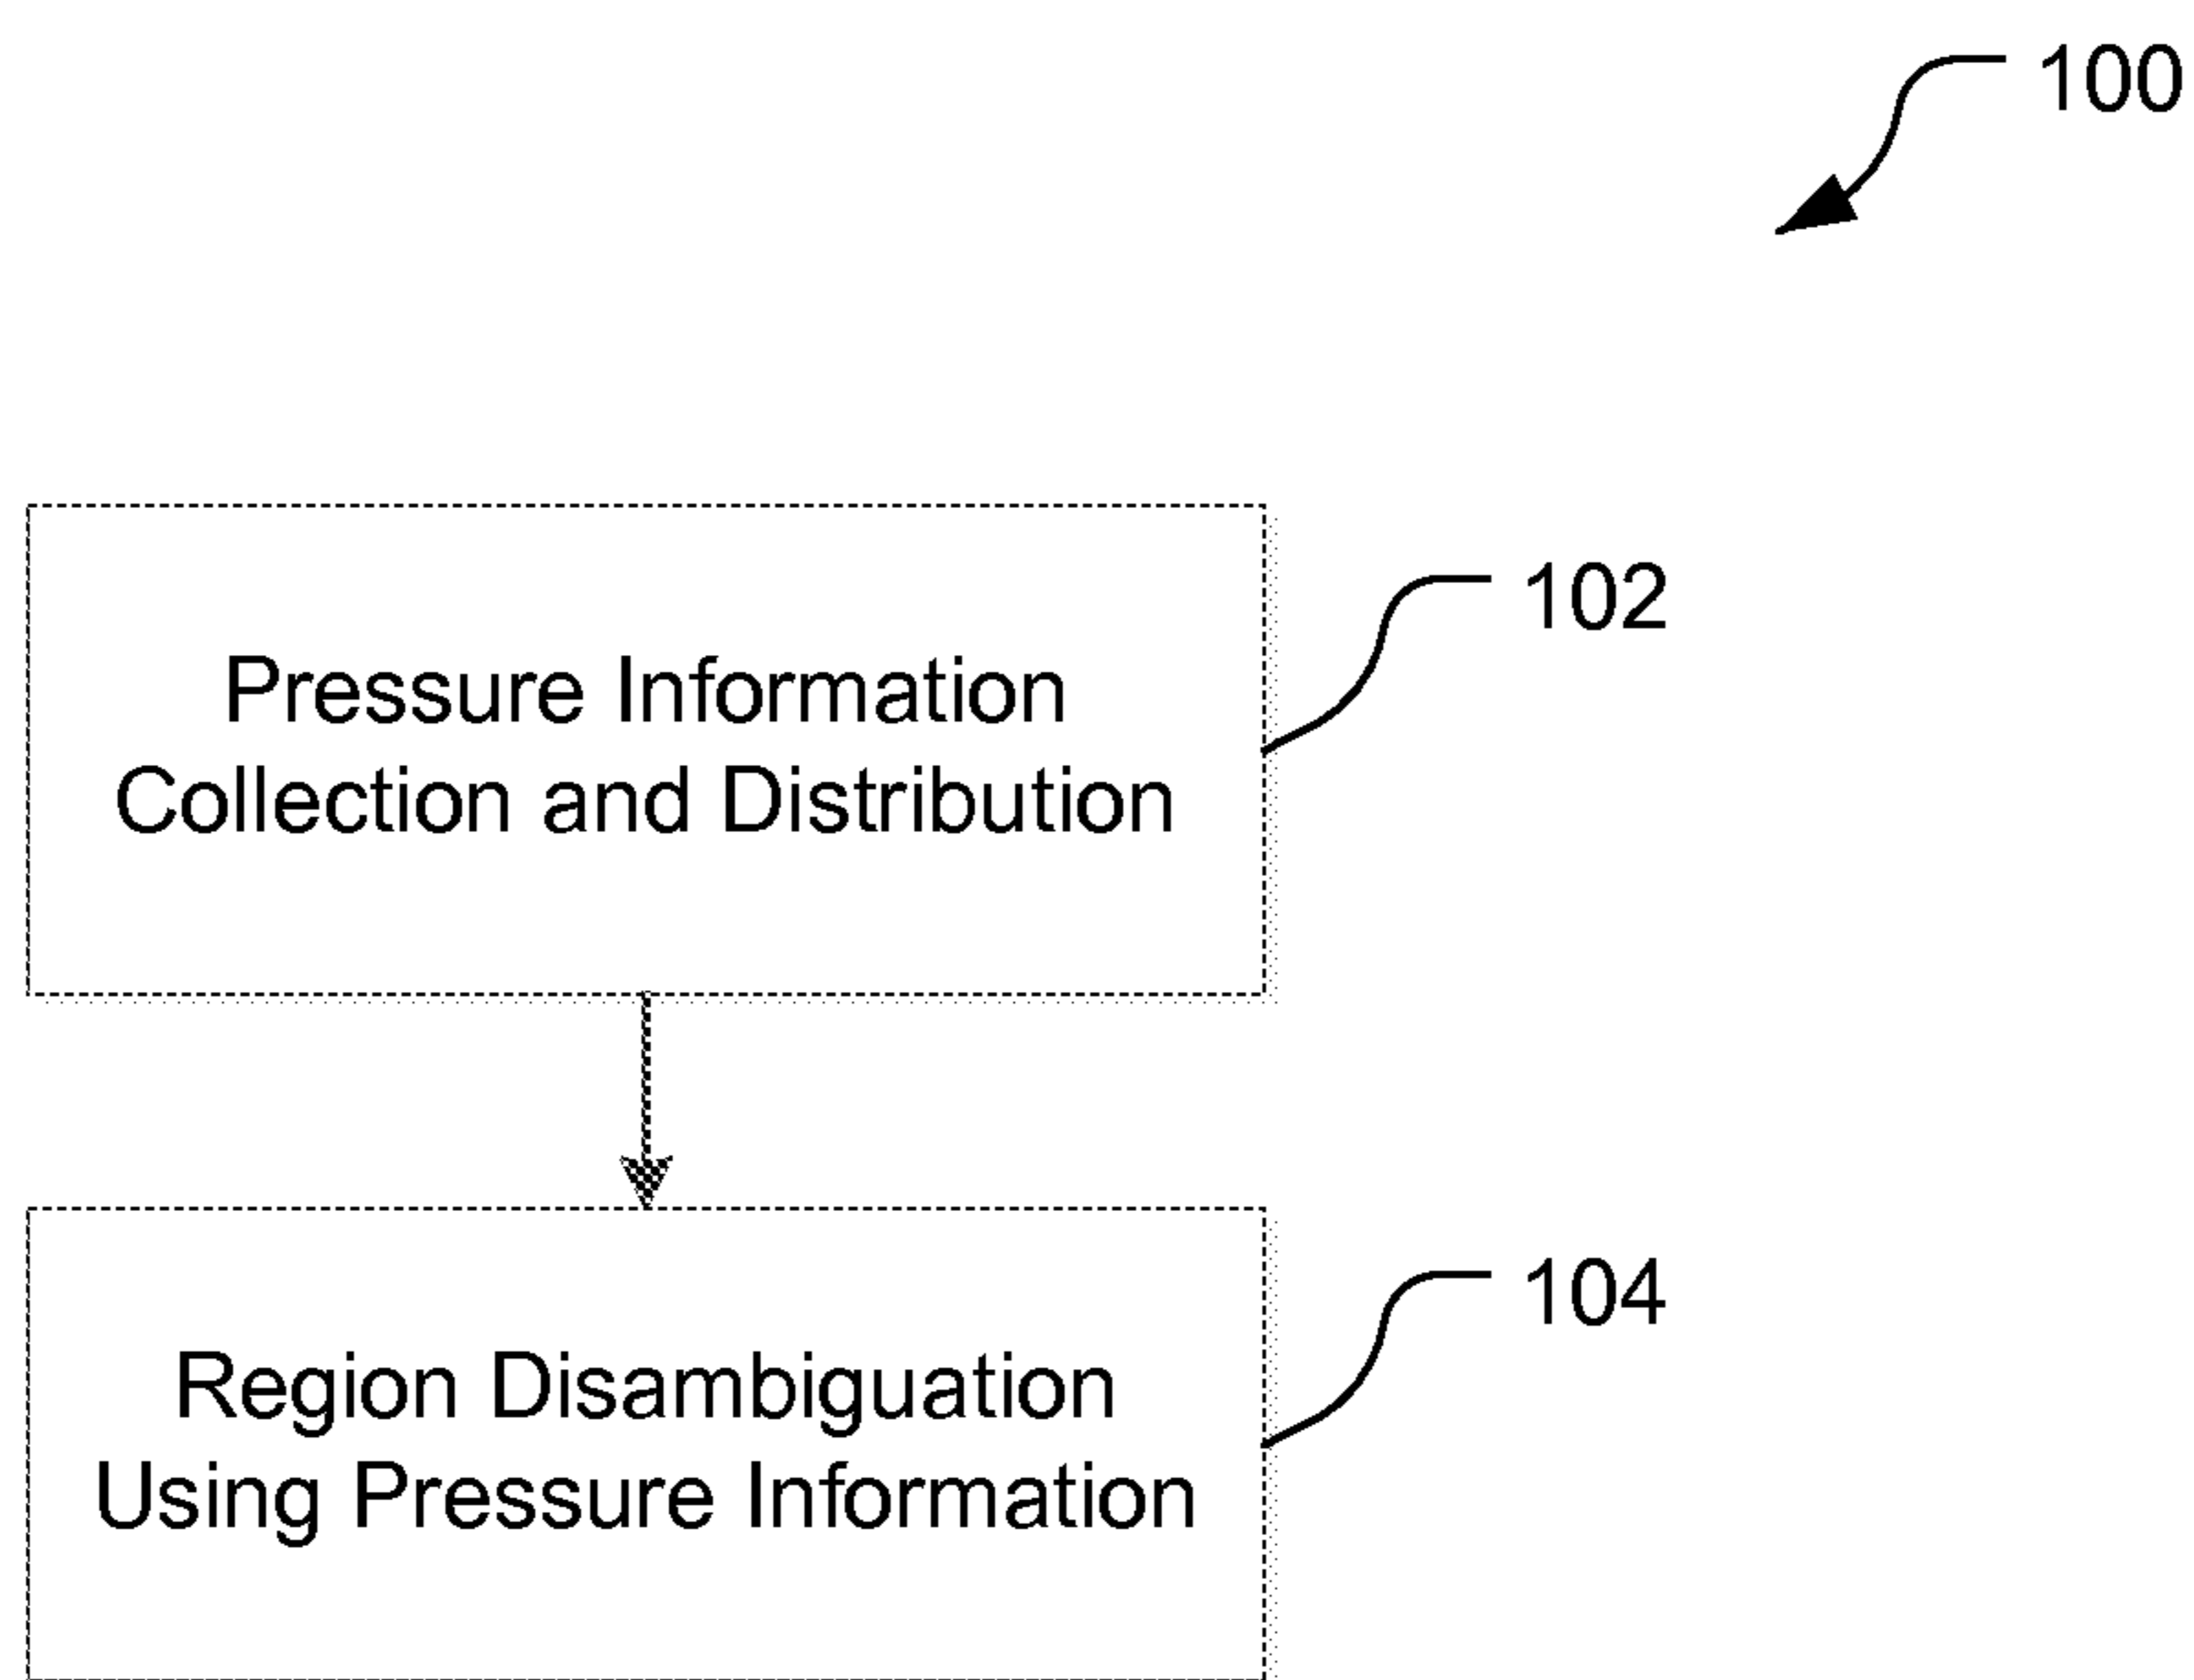 100
102
Pressure Information
Collection and Distribution
104
Region Disambiguation
Using Pressure Information